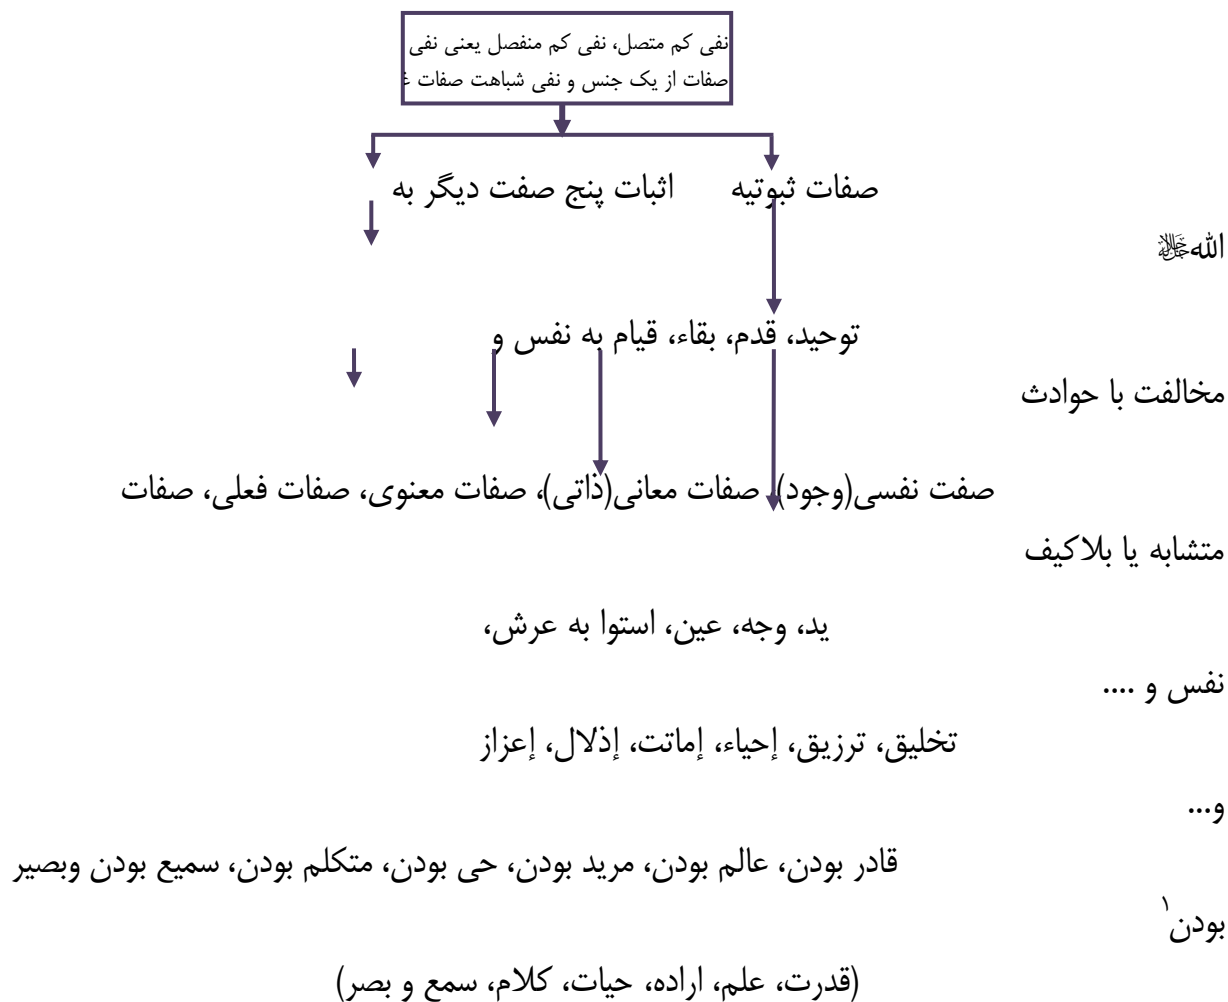 نفی کم متصل، نفی کم منفصل یعنی نفی
صفات از یک جنس و نفی شباهت صفات
صفات ثبوتیه اثبات پنج صفت دیگر به
الله ﷻ
توحید، قدم، بقاء، قیام به نفس و
مخالفت با حوادث
صفت نفسی(وجود) صفات معانی(ذاتی)، صفات معنوی، صفات فعلی، صفات
متشابه یا بلاکیف
ید، وجه، عین، استوا به عرش،
نفس و ....
تخلیق، ترزیق، إحیاء، إماتت، إذلال، إعزاز
و...
قادر بودن، عالم بودن، مرید بودن، حی بودن، متکلم بودن، سمیع بودن وبصیر
بودن۱
(قدرت، علم، اراده، حیات، کلام، سمع و بصر)